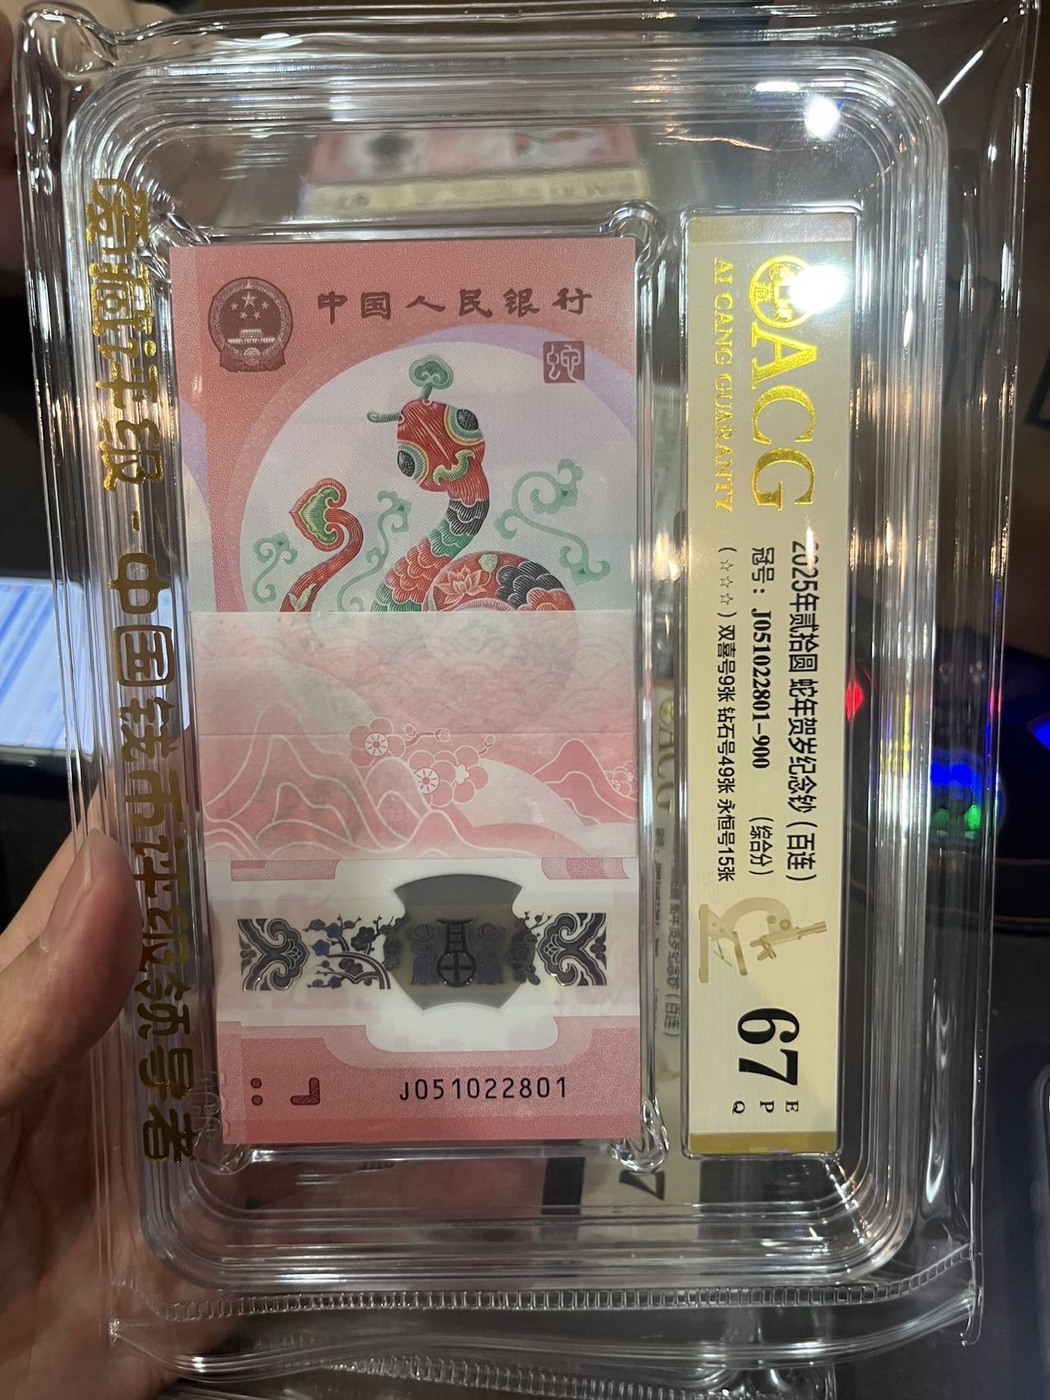 中国人民银行
J051022801
ACG
AI CANG GUARANTY
2025年贰拾圆 蛇年贺岁纪念钞（百连）
冠号：J051022801-900 （综合分）
（☆☆☆）双喜号9张 钻石号49张 永恒号15张
67
E
P
Q
爱藏评级-中国钱币评级领导者